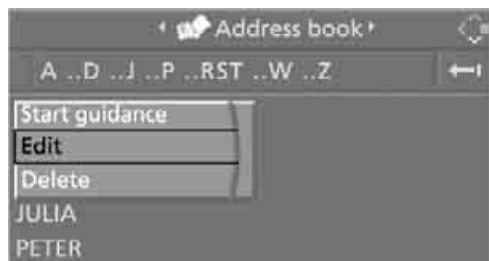 Address book
A ..D ..J ..P ..RST ..W ..Z
Start guidance
Edit
Delete
JULIA
PETER